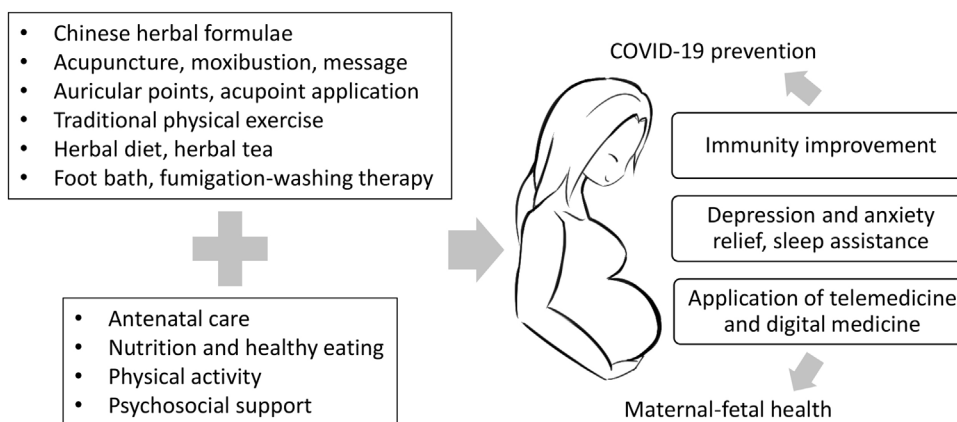 Chinese herbal formulae
Acupuncture, moxibustion, message
Auricular points, acupoint application
Traditional physical exercise
Herbal diet, herbal tea
Foot bath, fumigation-washing therapy
Antenatal care
Nutrition and healthy eating
Physical activity
Psychosocial support
COVID-19 prevention
Immunity improvement
Depression and anxiety
relief, sleep assistance
Application of telemedicine
and digital medicine
Maternal-fetal health